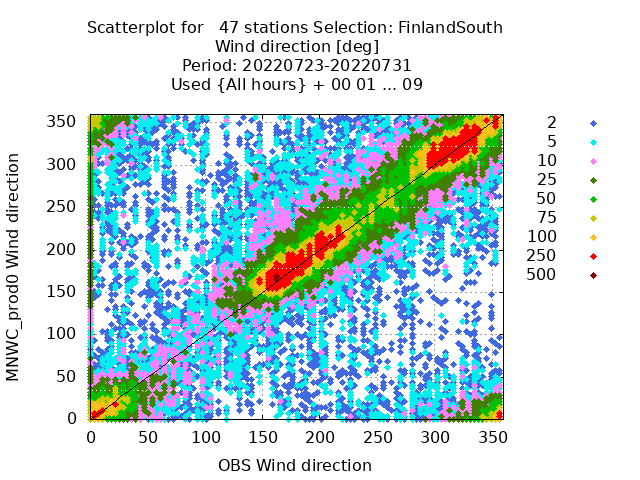 Scatterplot for 47 stations Selection: FinlandSouth
Wind direction [deg]
Period: 20220723-20220731
Used {All hours} + 00 01 ... 09
MNWC_prod0 Wind direction
350
300
250
200
150
100
50
0
0 50 100 150 200 250 300 350
OBS Wind direction
2
5
10
25
50
75
100
250
500